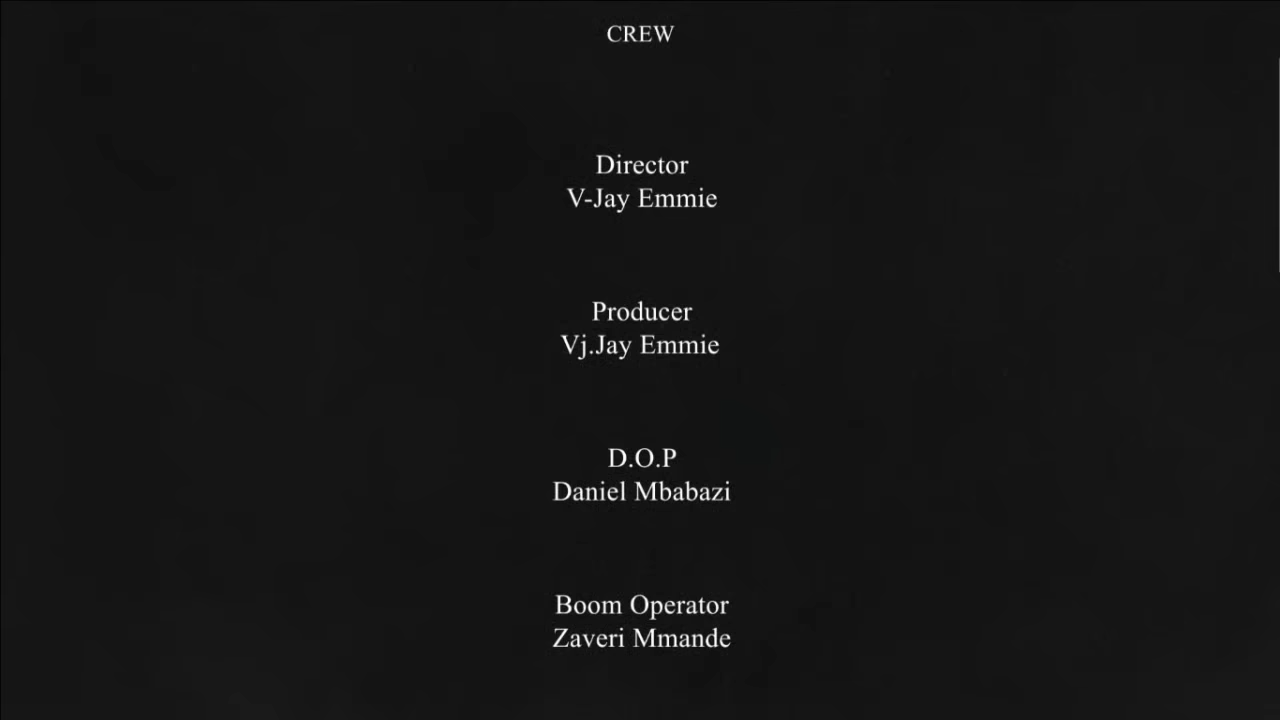 CREW
Director
V-Jay Emmie
Producer
Vj.Jay Emmie
D.O.P
Daniel Mbabazi
Boom Operator
Zaveri Mmande